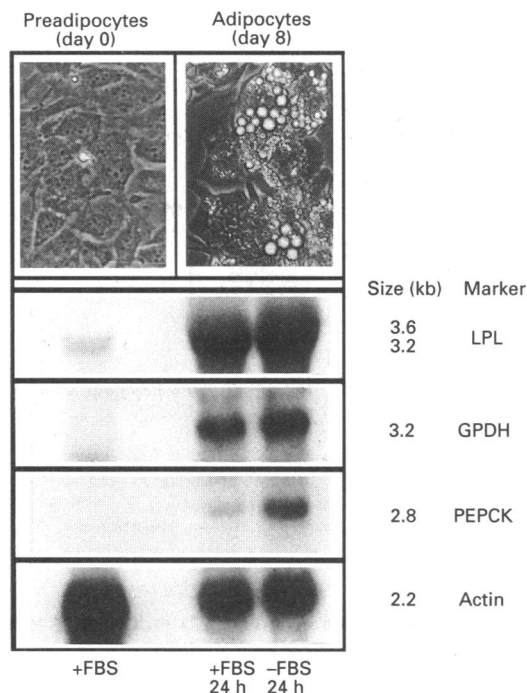 Preadipocytes
(day 0)
Adipocytes
(day 8)
Size (kb) Marker
3.6
3.2
LPL
3.2 GPDH
2.8 PEPCK
2.2 Actin
+FBS
+FBS
24 h
–FBS
24 h